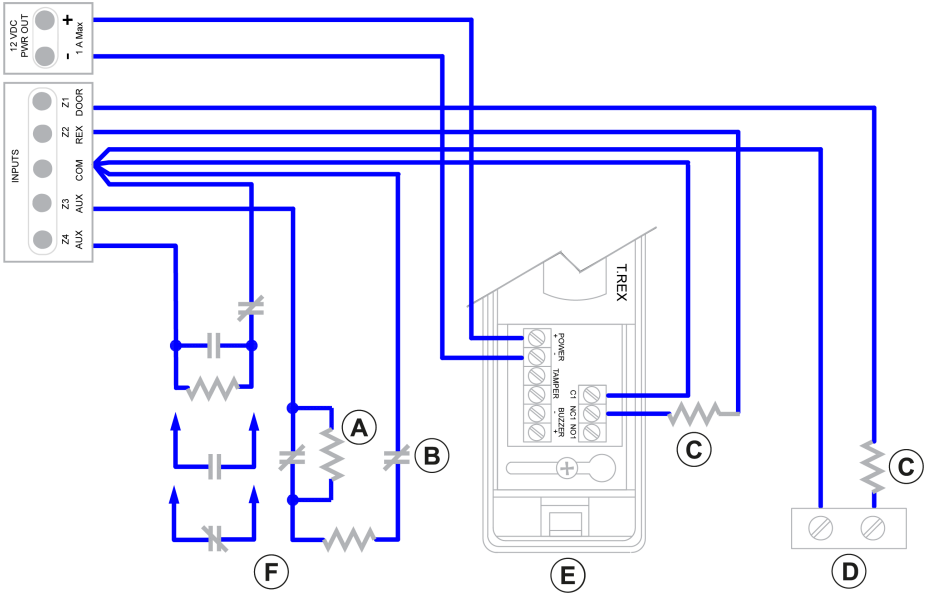 12 VDC
PWR OUT
+
-
1 A Max
INPUTS
Z1 DOOR
Z2 REX
COM
Z3 AUX
Z4 AUX
T.REX
+ POWER -
TAMPER
- BUZZER +
C1 NC1 NO1
A
B
C
C
D
E
F